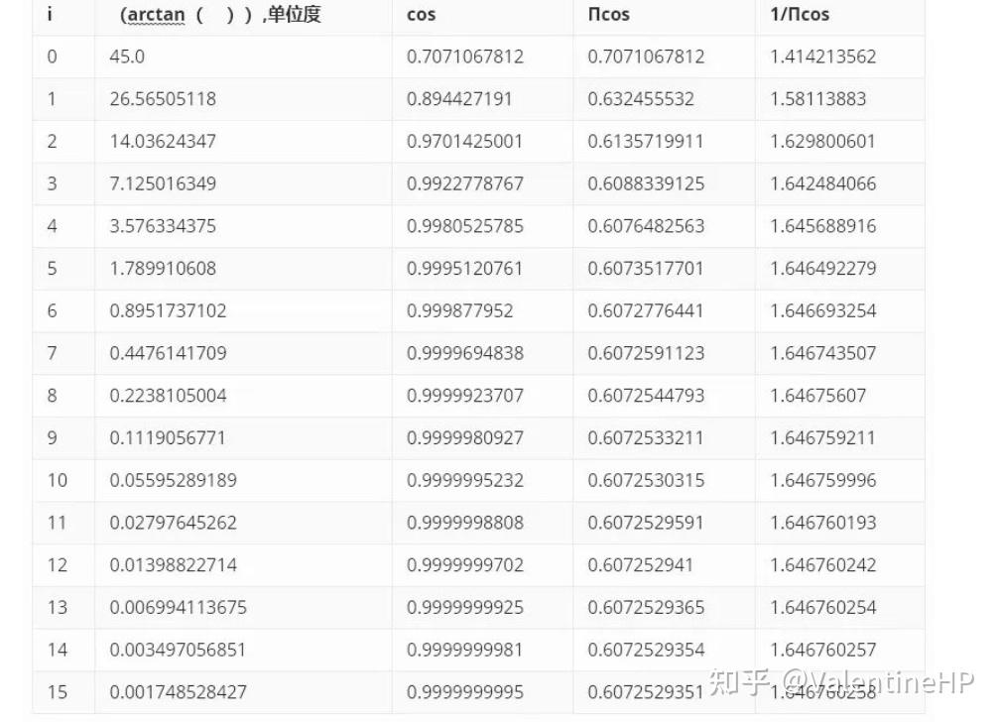 i （arctan（ ））,单位度 cos Πcos 1/Πcos
0 45.0 0.7071067812 0.7071067812 1.414213562
1 26.56505118 0.894427191 0.632455532 1.58113883
2 14.03624347 0.9701425001 0.6135719911 1.629800601
3 7.125016349 0.9922778767 0.6088339125 1.642484066
4 3.576334375 0.9980525785 0.6076482563 1.645688916
5 1.789910608 0.9995120761 0.6073517701 1.646492279
6 0.8951737102 0.999877952 0.6072776441 1.646693254
7 0.4476141709 0.9999694838 0.6072591123 1.646743507
8 0.2238105004 0.9999923707 0.6072544793 1.64675607
9 0.1119056771 0.9999980927 0.6072533211 1.646759211
10 0.05595289189 0.9999995232 0.6072530315 1.646759996
11 0.02797645262 0.9999998808 0.6072529591 1.646760193
12 0.01398822714 0.9999999702 0.607252941 1.646760242
13 0.006994113675 0.9999999925 0.6072529365 1.646760254
14 0.003497056851 0.9999999981 0.6072529354 1.646760257
15 0.001748528427 0.9999999995 0.6072529351 1.646760258
知乎 @ValentineHP